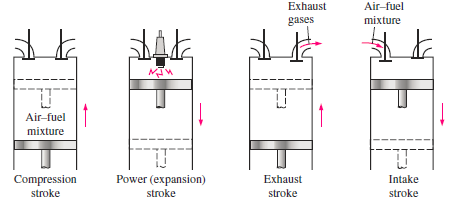 Exhaust
gases
Air–fuel
mixture
Air–fuel
mixture
Compression
stroke
Power (expansion)
stroke
Exhaust
stroke
Intake
stroke